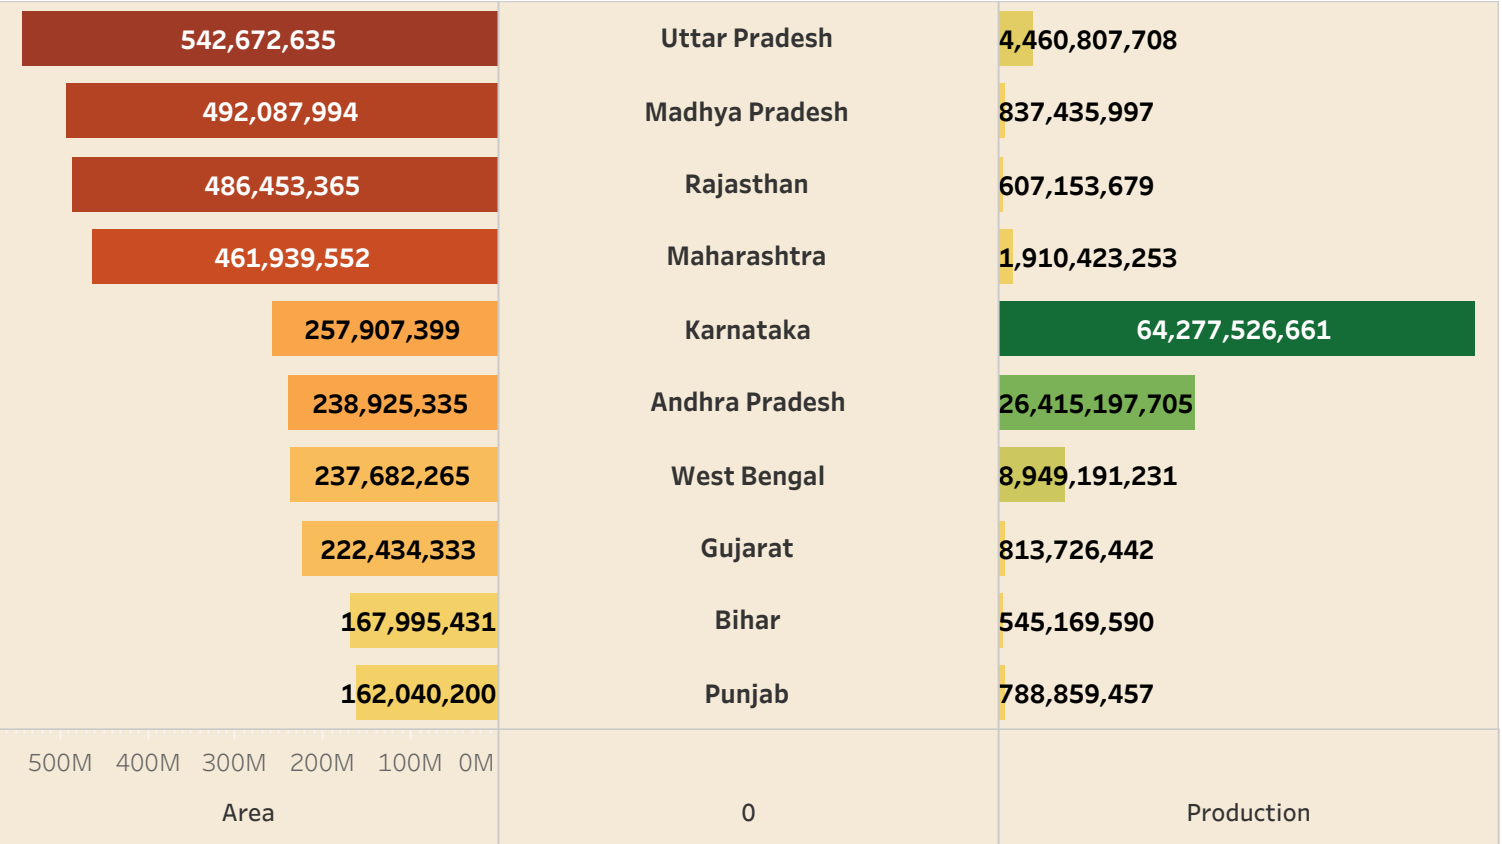 542,672,635 Uttar Pradesh 4,460,807,708
492,087,994 Madhya Pradesh 837,435,997
486,453,365 Rajasthan 607,153,679
461,939,552 Maharashtra 1,910,423,253
257,907,399 Karnataka 64,277,526,661
238,925,335 Andhra Pradesh 26,415,197,705
237,682,265 West Bengal 8,949,191,231
222,434,333 Gujarat 813,726,442
167,995,431 Bihar 545,169,590
162,040,200 Punjab 788,859,457
500M 400M 300M 200M 100M 0M
Area 0 Production